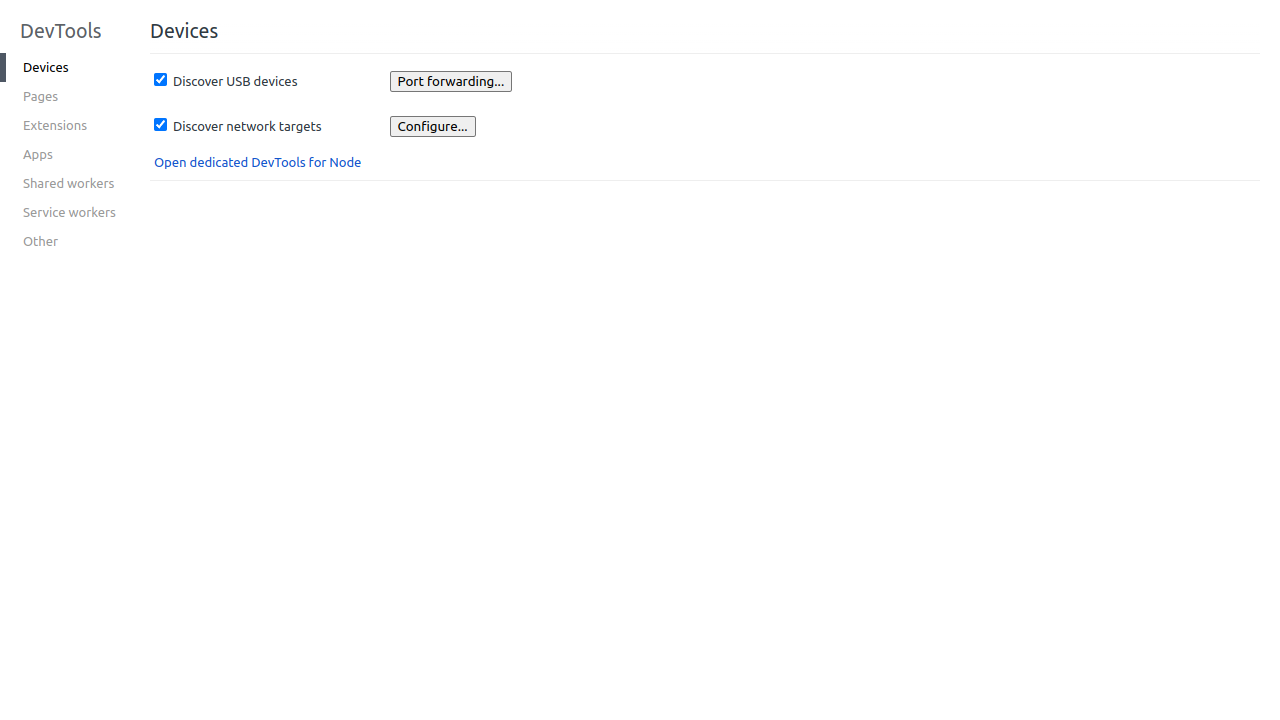 DevTools
Devices
Pages
Extensions
Apps
Shared workers
Service workers
Other
Devices
Discover USB devices
Port forwarding...
Discover network targets
Configure...
Open dedicated DevTools for Node